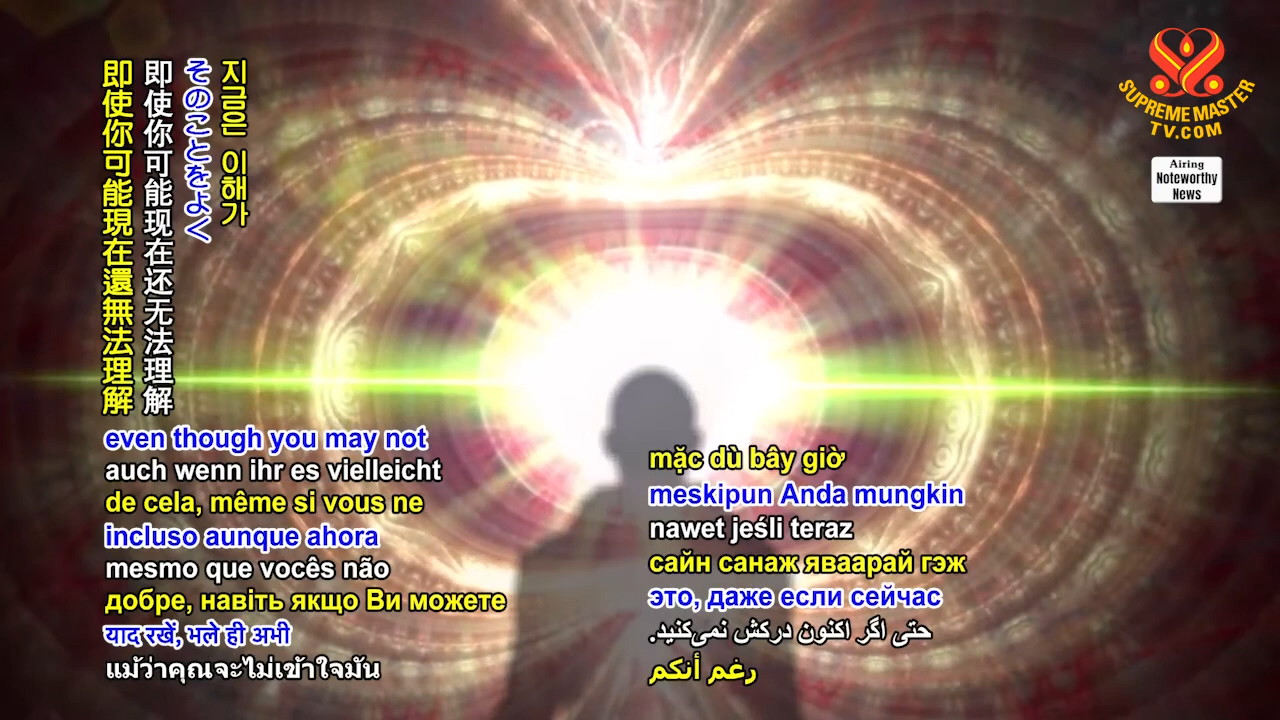 지금은 이해가
そのことをよく
即使你可能现在还无法理解
即使你可能現在還無法理解
even though you may not
auch wenn ihr es vielleicht
de cela, même si vous ne
incluso aunque ahora
mesmo que vocês não
добре, навіть якщо Ви можете
याद रखें, भले ही अभी
แม้ว่าคุณจะไม่เข้าใจมัน
mặc dù bây giờ
meskipun Anda mungkin
nawet jeśli teraz
сайн санаж яваарай гэж
это, даже если сейчас
حتی اگر اکنون درکش نمی‌کنید.
رغم أنكم
SUPREME MASTER
TV.COM
Airing
Noteworthy
News